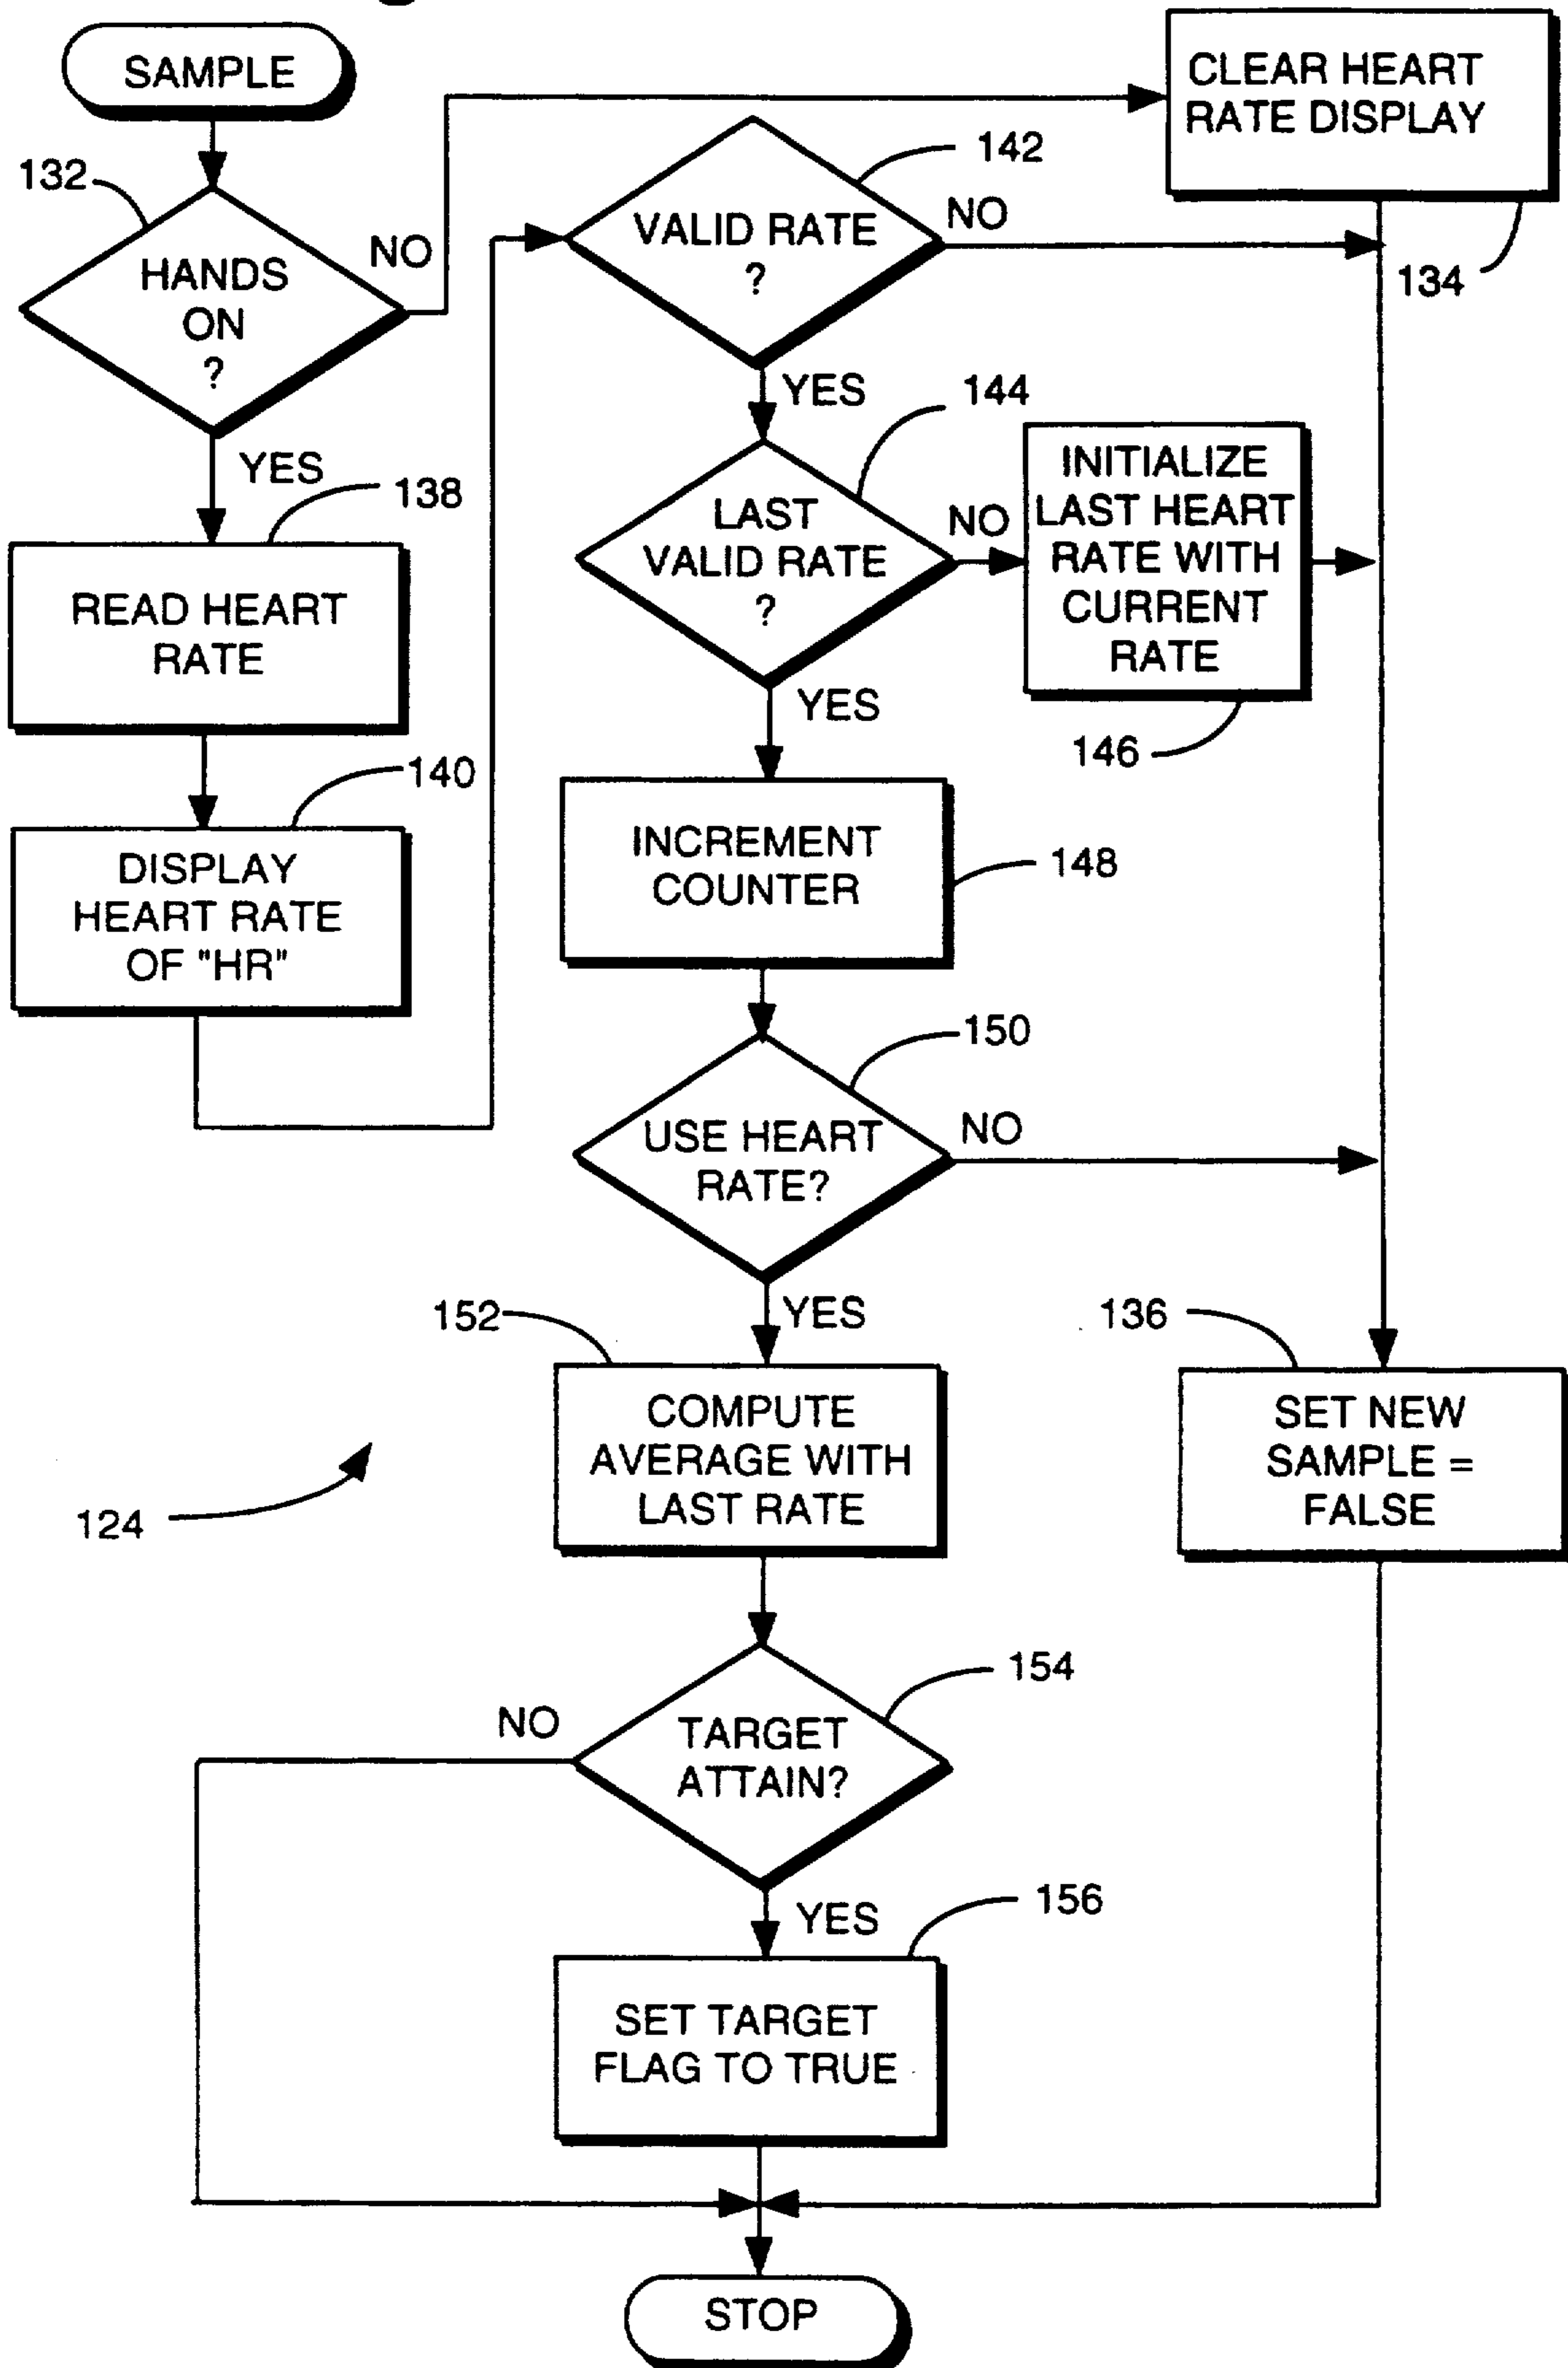 SAMPLE
132
HANDS
ON
?
NO
YES
138
READ HEART
RATE
140
DISPLAY
HEART RATE
OF "HR"
142
VALID RATE
?
NO
YES
CLEAR HEART
RATE DISPLAY
134
144
LAST
VALID RATE
?
NO
YES
INITIALIZE
LAST HEART
RATE WITH
CURRENT
RATE
146
INCREMENT
COUNTER
148
150
USE HEART
RATE?
NO
YES
152
COMPUTE
AVERAGE WITH
LAST RATE
136
SET NEW
SAMPLE =
FALSE
124
154
TARGET
ATTAIN?
NO
YES
156
SET TARGET
FLAG TO TRUE
STOP